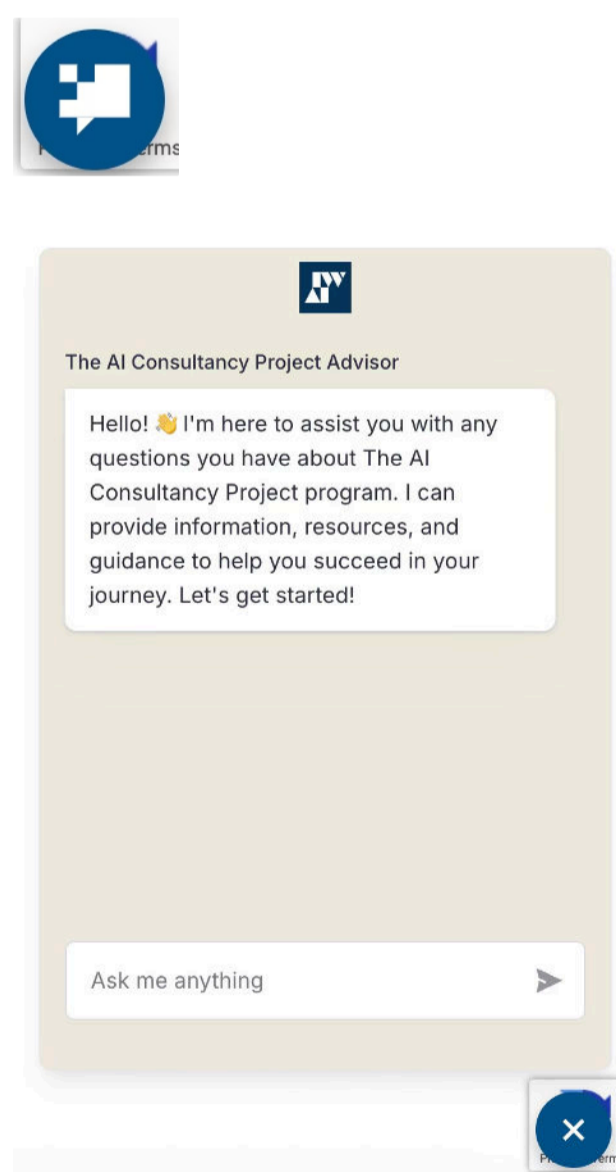 The AI Consultancy Project Advisor
Hello! 👋 I'm here to assist you with any
questions you have about The AI
Consultancy Project program. I can
provide information, resources, and
guidance to help you succeed in your
journey. Let's get started!
Ask me anything